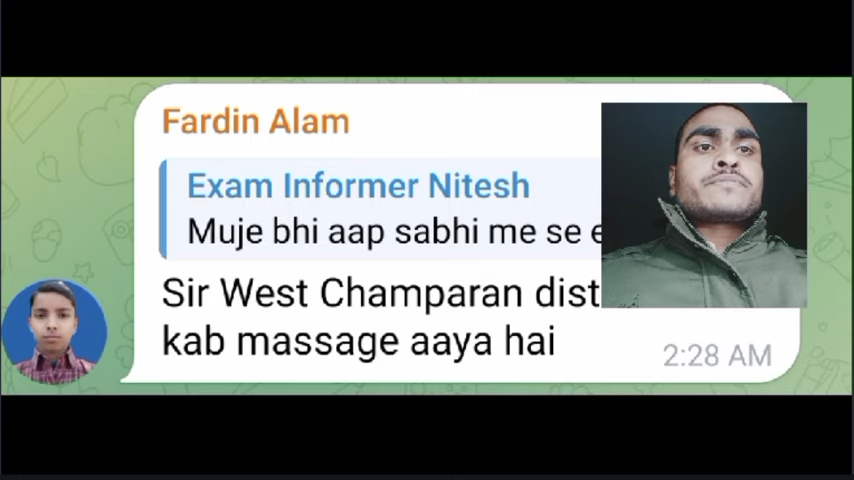 Fardin Alam
Exam Informer Nitesh
Muje bhi aap sabhi me se
Sir West Champaran dist
kab massage aaya hai
2:28 AM